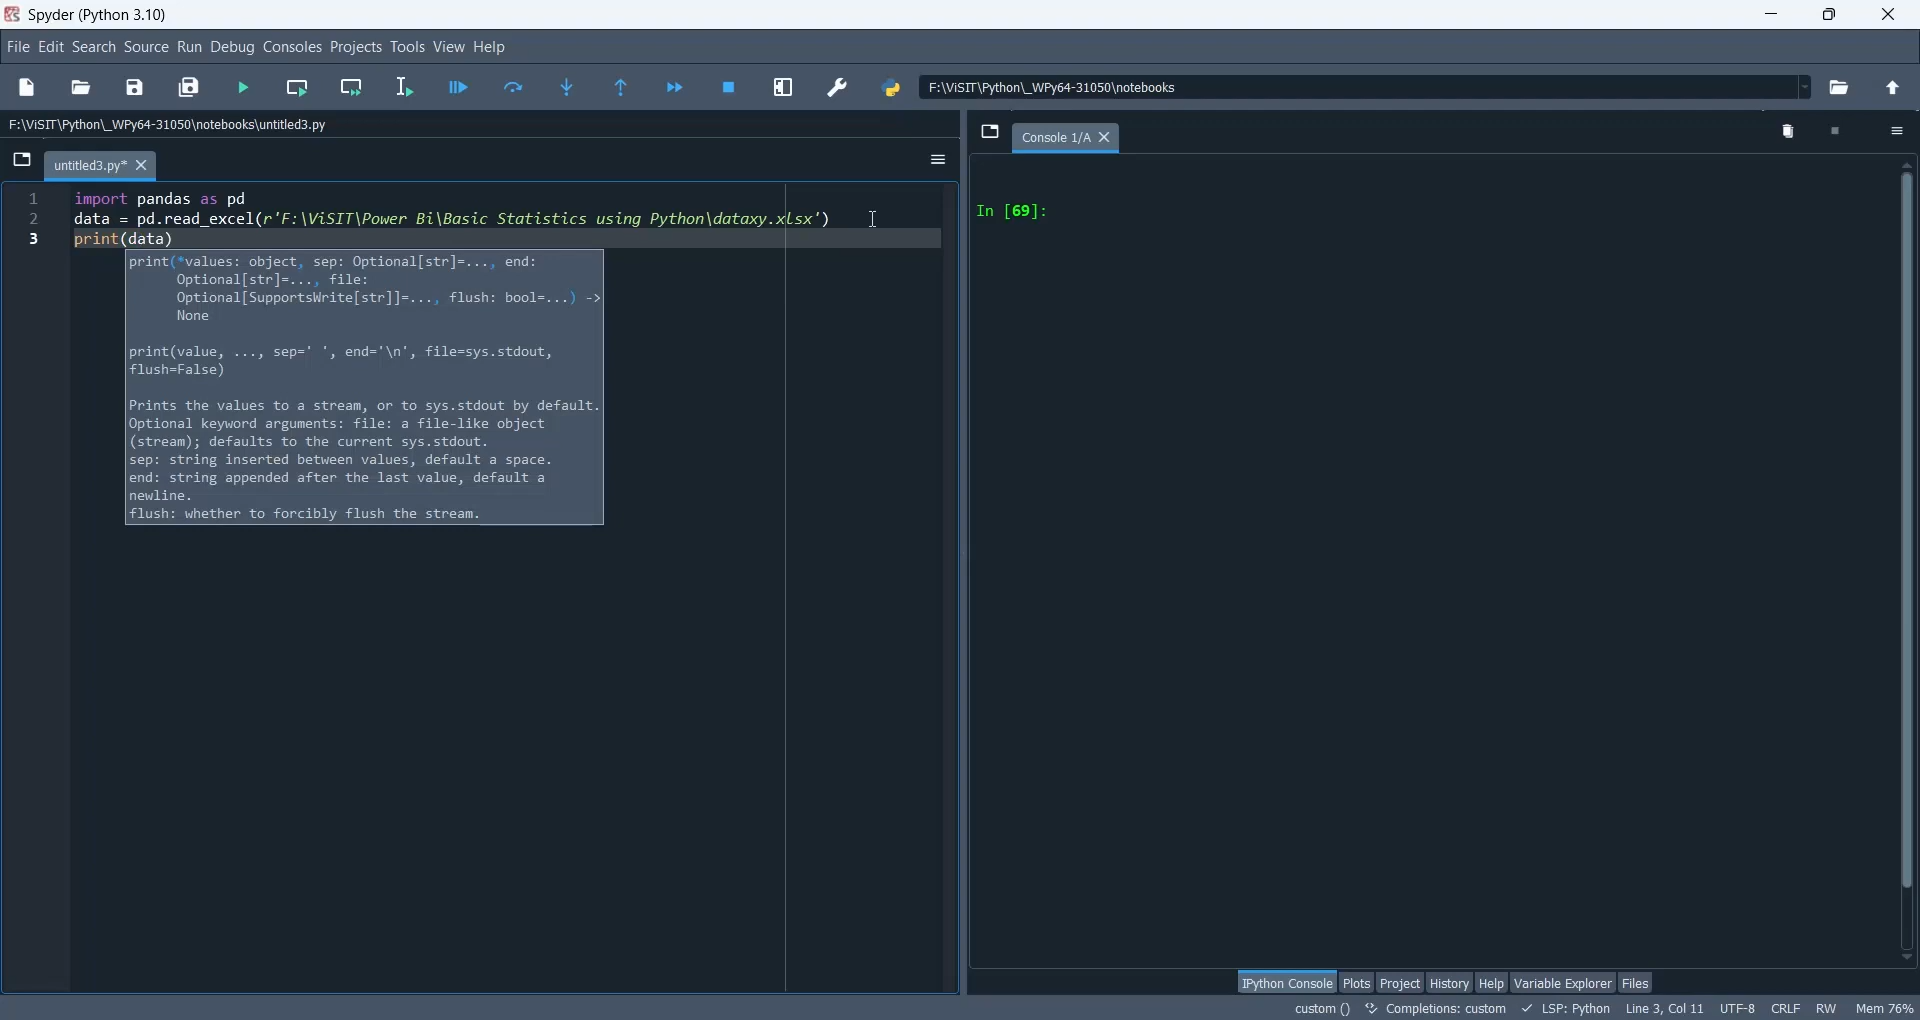 Spyder (Python 3.10)
File Edit Search Source Run Debug Consoles Projects Tools View Help
F:\ViSIT\Python\_WPy64-31050\notebooks
F:\ViSIT\Python\_WPy64-31050\notebooks\untitled3.py
untitled3.py*
Console 1/A
1 import pandas as pd
2 data = pd.read_excel(r'F:\ViSIT\Power Bi\Basic Statistics using Python\dataxy.xlsx')
3 print(data)
print(*values: object, sep: Optional[str]=..., end:
Optional[str]=..., file:
Optional[SupportsWrite[str]]=..., flush: bool=...) ->
None
print(value, ..., sep=' ', end='\n', file=sys.stdout,
flush=False)
Prints the values to a stream, or to sys.stdout by default.
Optional keyword arguments: file: a file-like object
(stream); defaults to the current sys.stdout.
sep: string inserted between values, default a space.
end: string appended after the last value, default a
newline.
flush: whether to forcibly flush the stream.
In [69]:
IPython Console Plots Project History Help Variable Explorer Files
custom () Completions: custom LSP: Python Line 3, Col 11 UTF-8 CRLF RW Mem 76%